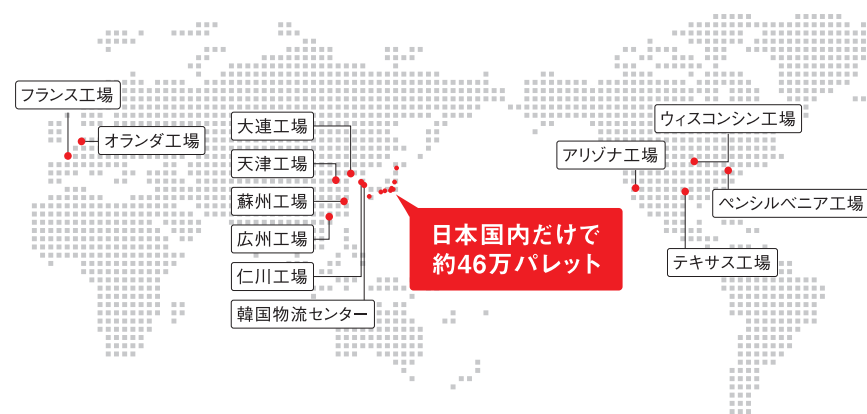 フランス工場
オランダ工場
大連工場
天津工場
蘇州工場
広州工場
仁川工場
韓国物流センター
日本国内だけで
約46万パレット
ウィスコンシン工場
アリゾナ工場
ペンシルベニア工場
テキサス工場